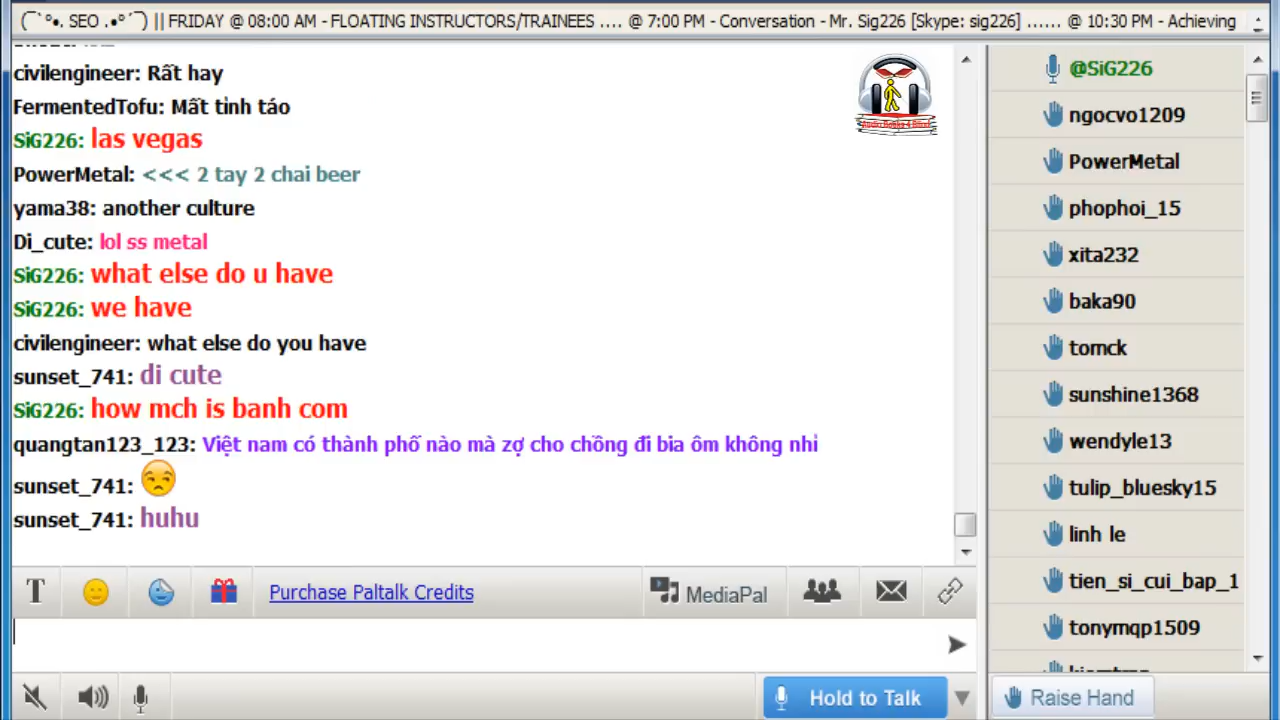 (¯`°•. SEO .•°´¯) || FRIDAY @ 08:00 AM - FLOATING INSTRUCTORS/TRAINEES .... @ 7:00 PM - Conversation - Mr. Sig226 [Skype: sig226] ...... @ 10:30 PM - Achieving
civilengineer: Rất hay
FermentedTofu: Mất tỉnh táo
SiG226: las vegas
PowerMetal: <<< 2 tay 2 chai beer
yama38: another culture
Di_cute: lol ss metal
SiG226: what else do u have
SiG226: we have
civilengineer: what else do you have
sunset_741: di cute
SiG226: how mch is banh com
quangtan123_123: Việt nam có thành phố nào mà zợ cho chồng đi bia ôm không nhỉ
sunset_741:
sunset_741: huhu
T
Purchase Paltalk Credits
MediaPal
Hold to Talk
@SiG226
ngocvo1209
PowerMetal
phophoi_15
xita232
baka90
tomck
sunshine1368
wendyle13
tulip_bluesky15
linh le
tien_si_cui_bap_1
tonymqp1509
Raise Hand